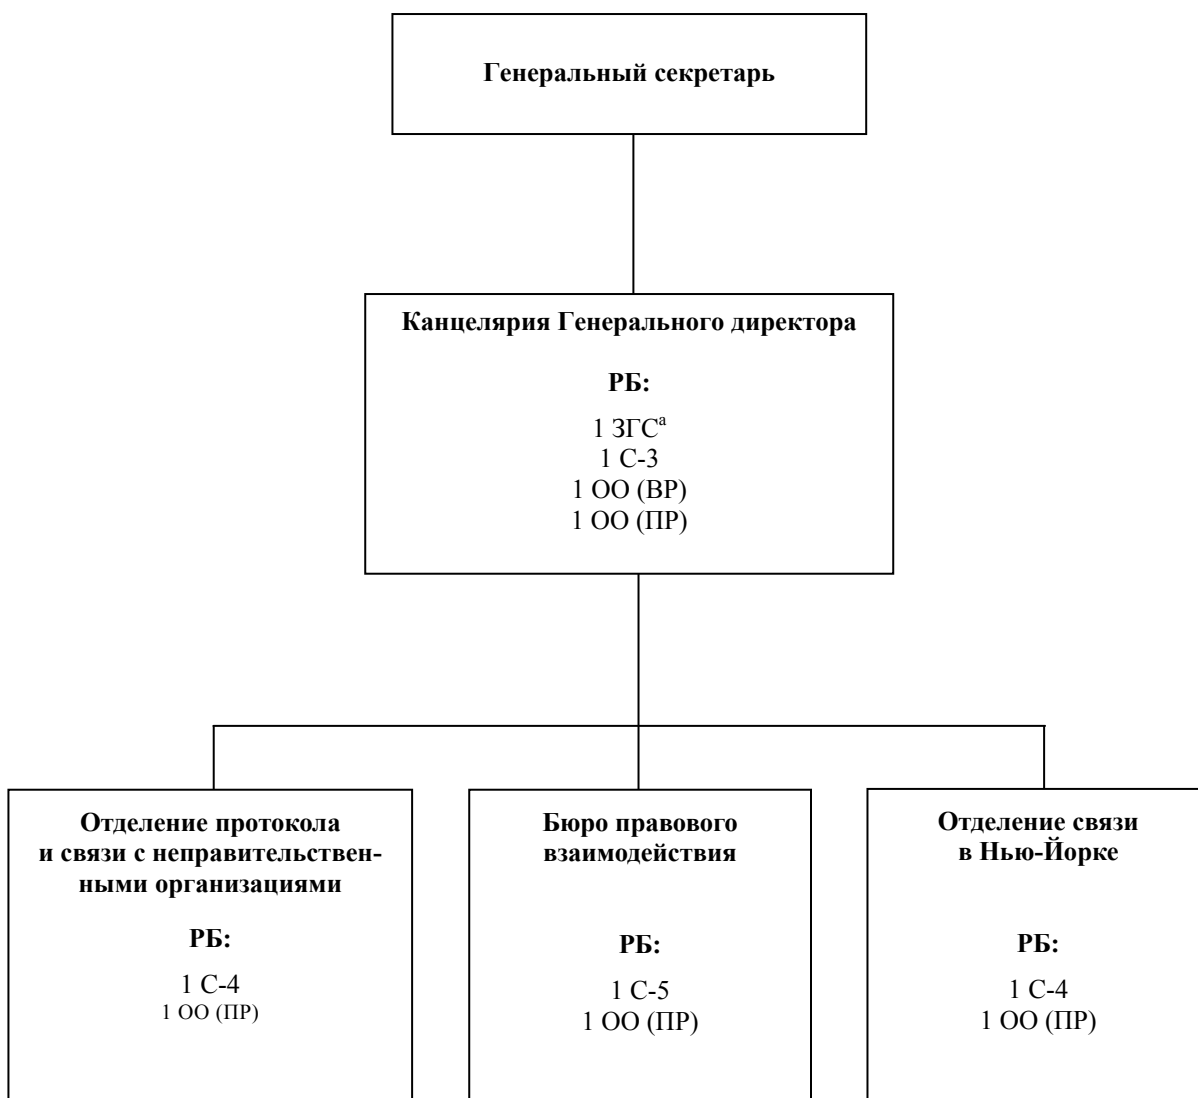 Генеральный секретарь
Канцелярия Генерального директора
РБ:
1 ЗГСа
1 С-3
1 ОО (ВР)
1 ОО (ПР)
Отделение протокола
и связи с неправительствен-
ными организациями
РБ:
1 С-4
1 ОО (ПР)
Бюро правового
взаимодействия
РБ:
1 С-5
1 ОО (ПР)
Отделение связи
в Нью-Йорке
РБ:
1 С-4
1 ОО (ПР)